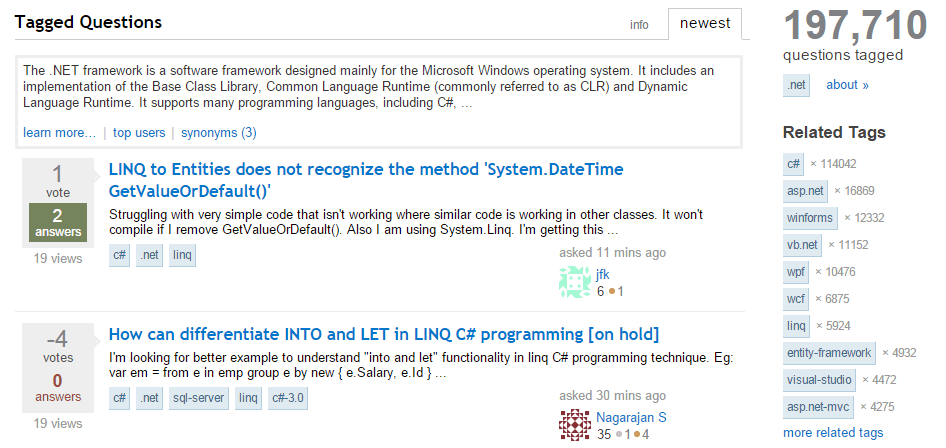 Tagged Questions
info
newest
The .NET framework is a software framework designed mainly for the Microsoft Windows operating system. It includes an
implementation of the Base Class Library, Common Language Runtime (commonly referred to as CLR) and Dynamic
Language Runtime. It supports many programming languages, including C#, ...
learn more... | top users | synonyms (3)
1
vote
2
answers
19 views
LINQ to Entities does not recognize the method 'System.DateTime
GetValueOrDefault()'
Struggling with very simple code that isn't working where similar code is working in other classes. It won't
compile if I remove GetValueOrDefault(). Also I am using System.Linq. I'm getting this ...
c# .net linq
asked 11 mins ago
jfk
6 ●1
-4
votes
0
answers
19 views
How can differentiate INTO and LET in LINQ C# programming [on hold]
I'm looking for better example to understand "into and let" functionality in linq C# programming technique. Eg:
var em = from e in emp group e by new { e.Salary, e.Id } ...
c# .net sql-server linq c#-3.0
asked 30 mins ago
Nagarajan S
35 ●1 ●4
197,710
questions tagged
.net about »
Related Tags
c# × 114042
asp.net × 16869
winforms × 12332
vb.net × 11152
wpf × 10476
wcf × 6875
linq × 5924
entity-framework × 4932
visual-studio × 4472
asp.net-mvc × 4275
more related tags